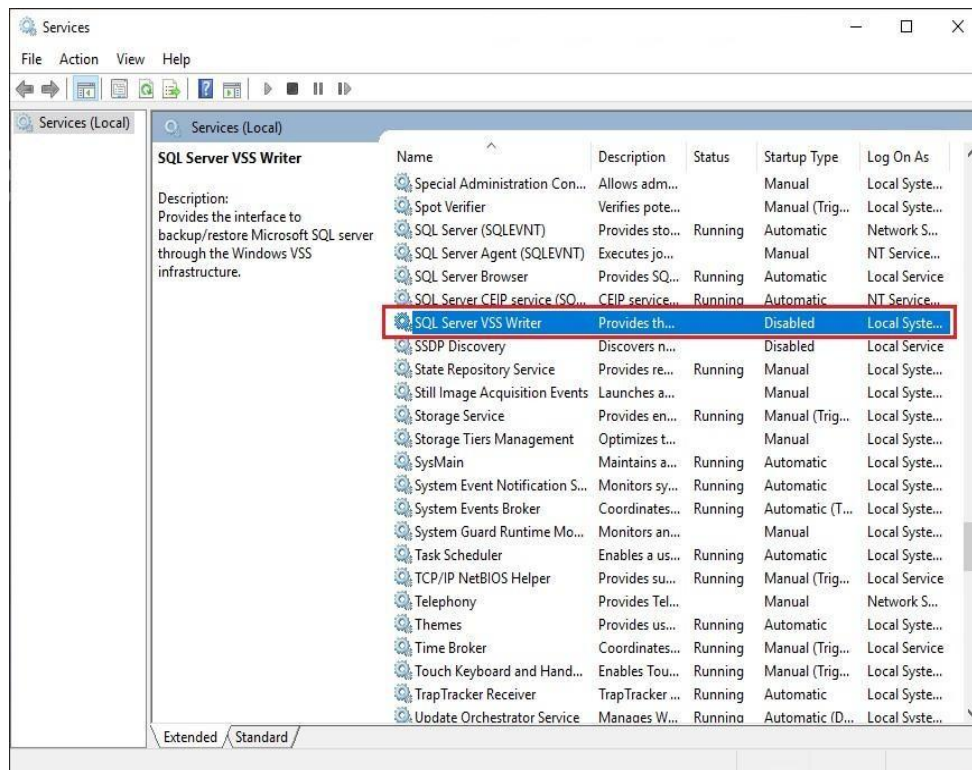 Services
File Action View Help
Services (Local)
Services (Local)
SQL Server VSS Writer
Description:
Provides the interface to
backup/restore Microsoft SQL server
through the Windows VSS
infrastructure.
Name Description Status Startup Type Log On As
Special Administration Con... Allows adm... Manual Local Syste...
Spot Verifier Verifies pote... Manual (Trig... Local Syste...
SQL Server (SQLEVNT) Provides sto... Running Automatic Network S...
SQL Server Agent (SQLEVNT) Executes jo... Manual NT Service...
SQL Server Browser Provides SQ... Running Automatic Local Service
SQL Server CEIP service (SQ... CEIP service... Running Automatic NT Service...
SQL Server VSS Writer Provides th... Disabled Local Syste...
SSDP Discovery Discovers n... Disabled Local Service
State Repository Service Provides re... Running Manual Local Syste...
Still Image Acquisition Events Launches a... Manual Local Syste...
Storage Service Provides en... Running Manual (Trig... Local Syste...
Storage Tiers Management Optimizes t... Manual Local Syste...
SysMain Maintains a... Running Automatic Local Syste...
System Event Notification S... Monitors sy... Running Automatic Local Syste...
System Events Broker Coordinates... Running Automatic (T... Local Syste...
System Guard Runtime Mo... Monitors an... Manual Local Syste...
Task Scheduler Enables a us... Running Automatic Local Syste...
TCP/IP NetBIOS Helper Provides su... Running Manual (Trig... Local Service
Telephony Provides Tel... Manual Network S...
Themes Provides us... Running Automatic Local Syste...
Time Broker Coordinates... Running Manual (Trig... Local Service
Touch Keyboard and Hand... Enables Tou... Running Manual (Trig... Local Syste...
TrapTracker Receiver TrapTracker ... Running Automatic Local Syste...
Update Orchestrator Service Manages W... Running Automatic (D... Local Syste...
Extended Standard